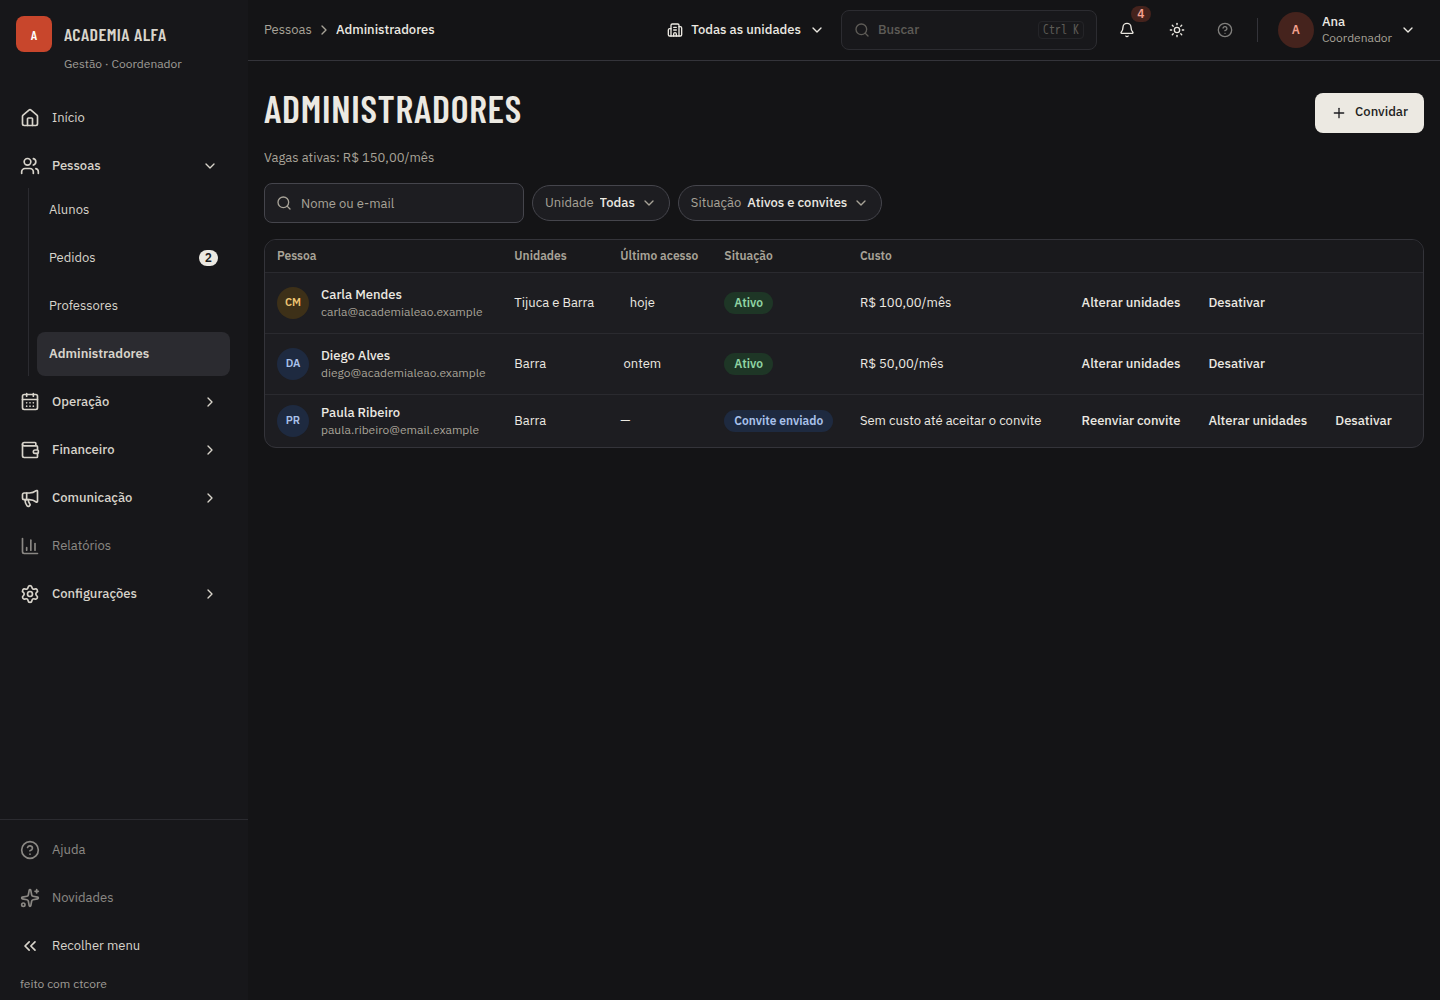 A
ACADEMIA ALFA
Gestão · Coordenador
Início
Pessoas
Alunos
Pedidos 2
Professores
Administradores
Operação
Financeiro
Comunicação
Relatórios
Configurações
Ajuda
Novidades
Recolher menu
feito com ctcore
Pessoas Administradores
Todas as unidades
Buscar Ctrl K
4
A
Ana
Coordenador
ADMINISTRADORES
Convidar
Vagas ativas: R$ 150,00/mês
Nome ou e-mail
Unidade Todas
Situação Ativos e convites
Pessoa Unidades Último acesso Situação Custo
CM Carla Mendes
carla@academialeao.example
Tijuca e Barra hoje Ativo R$ 100,00/mês Alterar unidades Desativar
DA Diego Alves
diego@academialeao.example
Barra ontem Ativo R$ 50,00/mês Alterar unidades Desativar
PR Paula Ribeiro
paula.ribeiro@email.example
Barra — Convite enviado Sem custo até aceitar o convite Reenviar convite Alterar unidades Desativar